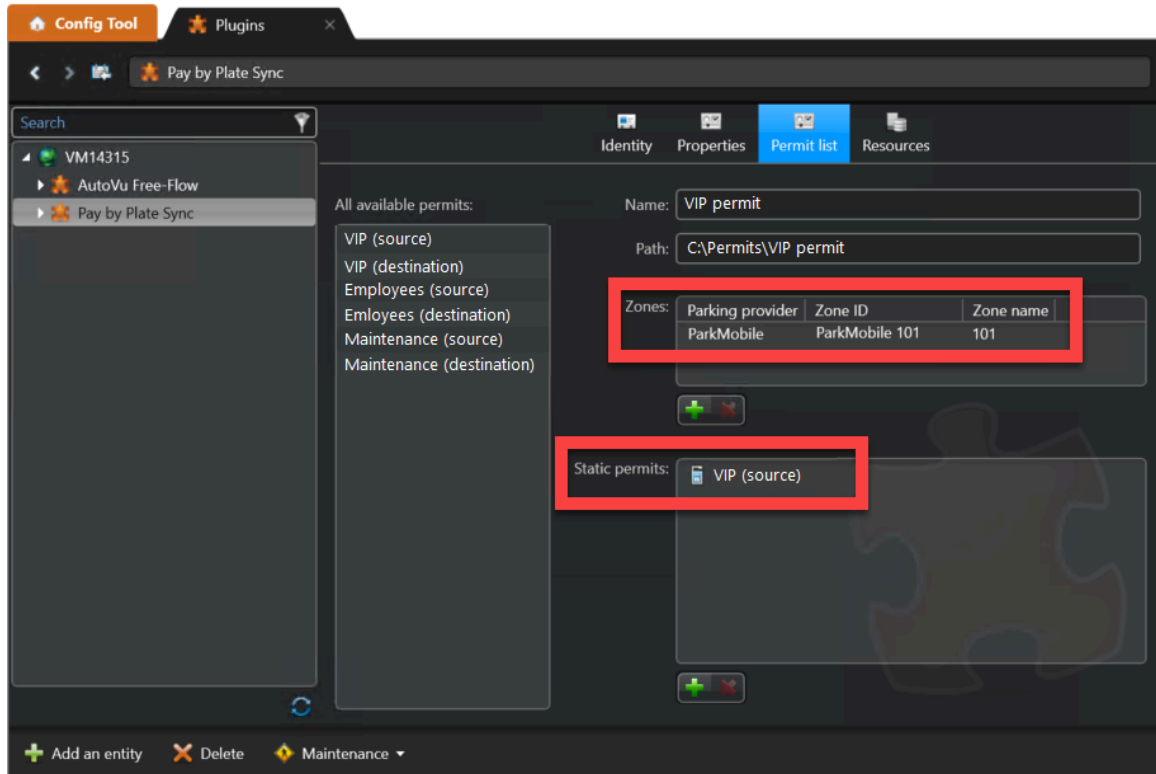 Config Tool
Plugins
Pay by Plate Sync
Search
VM14315
AutoVu Free-Flow
Pay by Plate Sync
Identity
Properties
Permit list
Resources
All available permits:
VIP (source)
VIP (destination)
Employees (source)
Emloyees (destination)
Maintenance (source)
Maintenance (destination)
Name: VIP permit
Path: C:\Permits\VIP permit
Zones:
Parking provider Zone ID Zone name
ParkMobile ParkMobile 101 101
Static permits:
VIP (source)
Add an entity
Delete
Maintenance